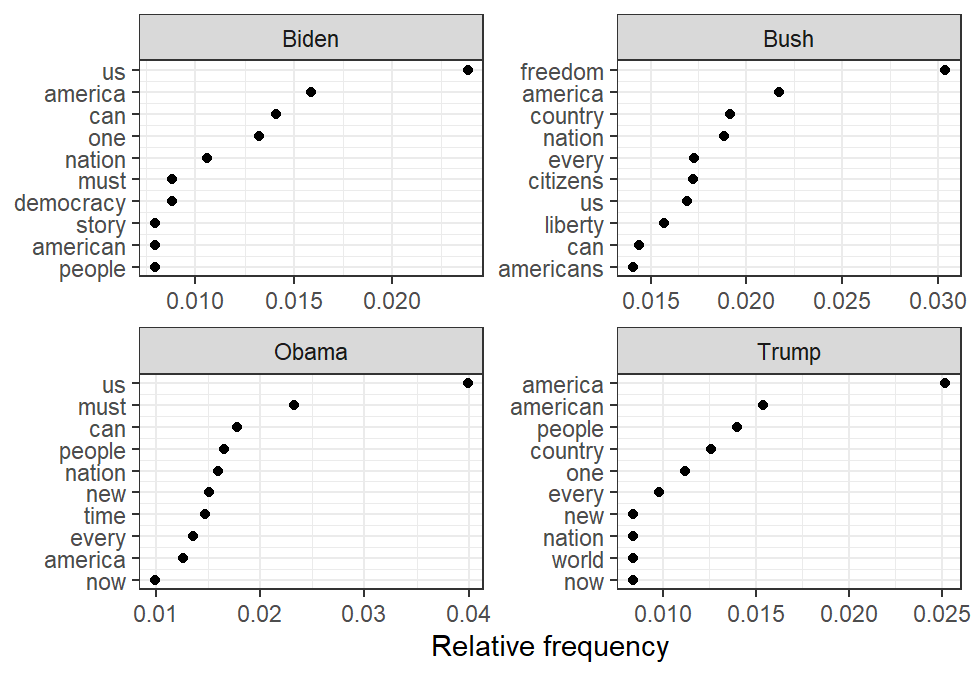 Biden
us
america
can
one
nation
must
democracy
story
american
people
0.010 0.015 0.020
Bush
freedom
america
country
nation
every
citizens
us
liberty
can
americans
0.015 0.020 0.025 0.030
Obama
us
must
can
people
nation
new
time
every
america
now
0.01 0.02 0.03 0.04
Trump
america
american
people
country
one
every
new
nation
world
now
0.010 0.015 0.020 0.025
Relative frequency